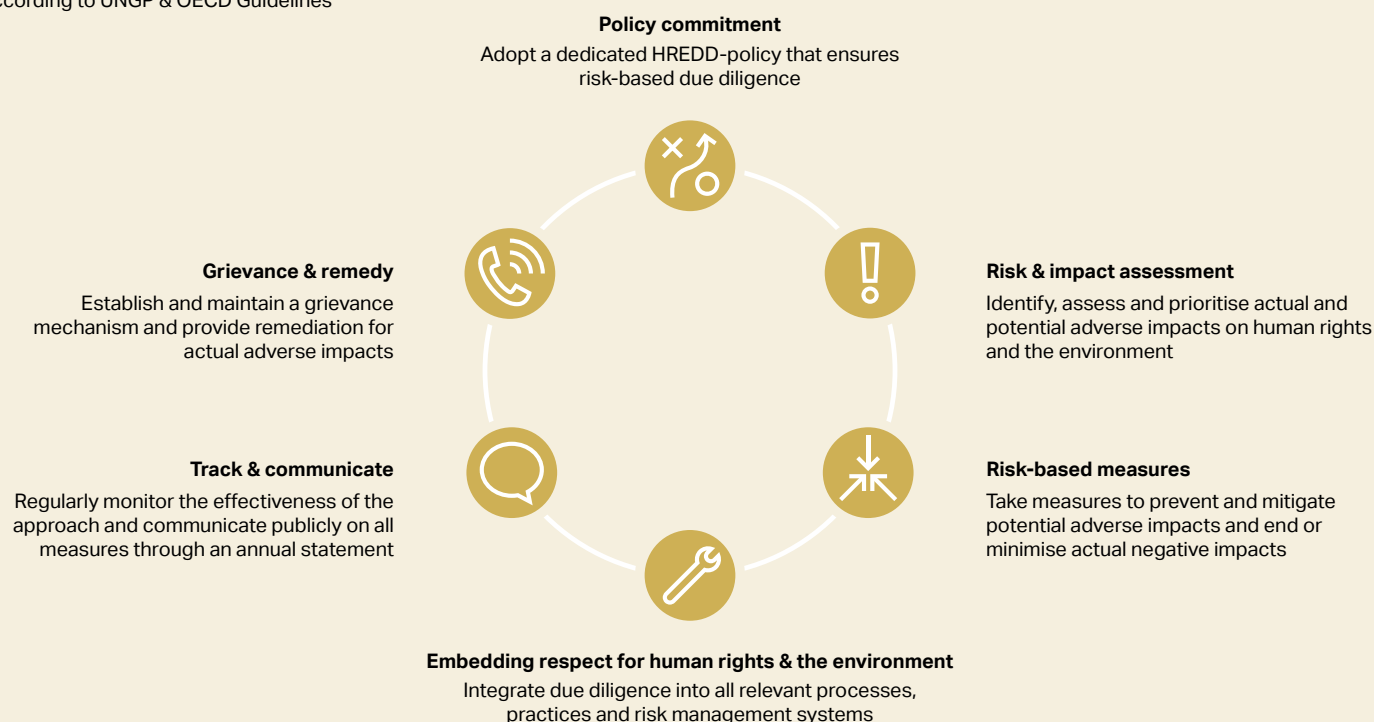 according to UNGP & OECD Guidelines
Policy commitment
Adopt a dedicated HREDD-policy that ensures
risk-based due diligence
Risk & impact assessment
Identify, assess and prioritise actual and
potential adverse impacts on human rights
and the environment
Risk-based measures
Take measures to prevent and mitigate
potential adverse impacts and end or
minimise actual negative impacts
Embedding respect for human rights & the environment
Integrate due diligence into all relevant processes,
practices and risk management systems
Track & communicate
Regularly monitor the effectiveness of the
approach and communicate publicly on all
measures through an annual statement
Grievance & remedy
Establish and maintain a grievance
mechanism and provide remediation for
actual adverse impacts